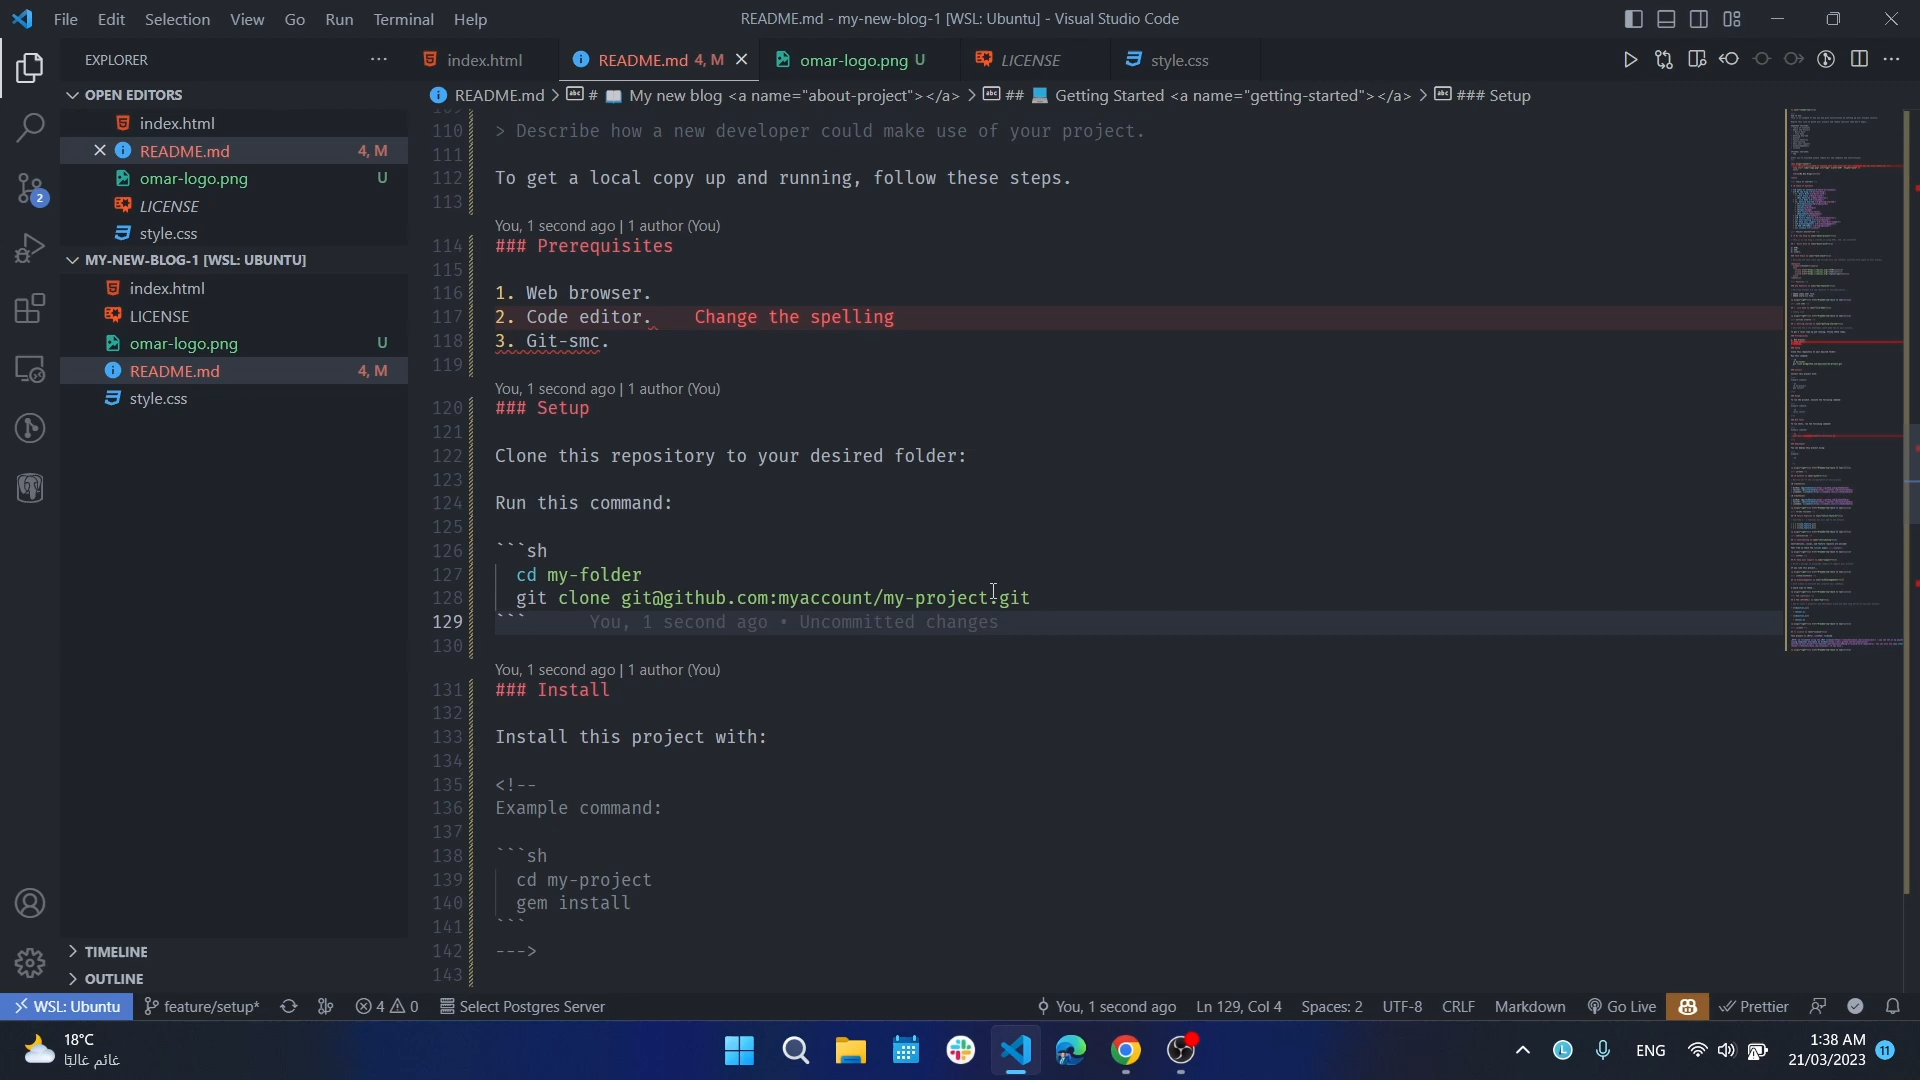 File Edit Selection View Go Run Terminal Help
README.md - my-new-blog-1 [WSL: Ubuntu] - Visual Studio Code
EXPLORER
index.html
README.md 4, M
omar-logo.png U
LICENSE
style.css
OPEN EDITORS
index.html
README.md 4, M
omar-logo.png U
LICENSE
style.css
MY-NEW-BLOG-1 [WSL: UBUNTU]
index.html
LICENSE
omar-logo.png U
README.md 4, M
style.css
2
TIMELINE
OUTLINE
README.md > # 📖 My new blog <a name="about-project"></a> > ## 💻 Getting Started <a name="getting-started"></a> > ### Setup
110 > Describe how a new developer could make use of your project.
111
112 To get a local copy up and running, follow these steps.
113
You, 1 second ago | 1 author (You)
114 ### Prerequisites
115
116 1. Web browser.
117 2. Code editor. Change the spelling
118 3. Git-smc.
119
You, 1 second ago | 1 author (You)
120 ### Setup
121
122 Clone this repository to your desired folder:
123
124 Run this command:
125
126 ```sh
127 cd my-folder
128 git clone git@github.com:myaccount/my-project.git
129 ``` You, 1 second ago • Uncommitted changes
130
You, 1 second ago | 1 author (You)
131 ### Install
132
133 Install this project with:
134
135 <!--
136 Example command:
137
138 ```sh
139 cd my-project
140 gem install
141 ```
142 --->
143
WSL: Ubuntu feature/setup* 4 0 Select Postgres Server You, 1 second ago Ln 129, Col 4 Spaces: 2 UTF-8 CRLF Markdown Go Live Prettier
18°C
غائم غالبًا
ENG
1:38 AM
21/03/2023
11